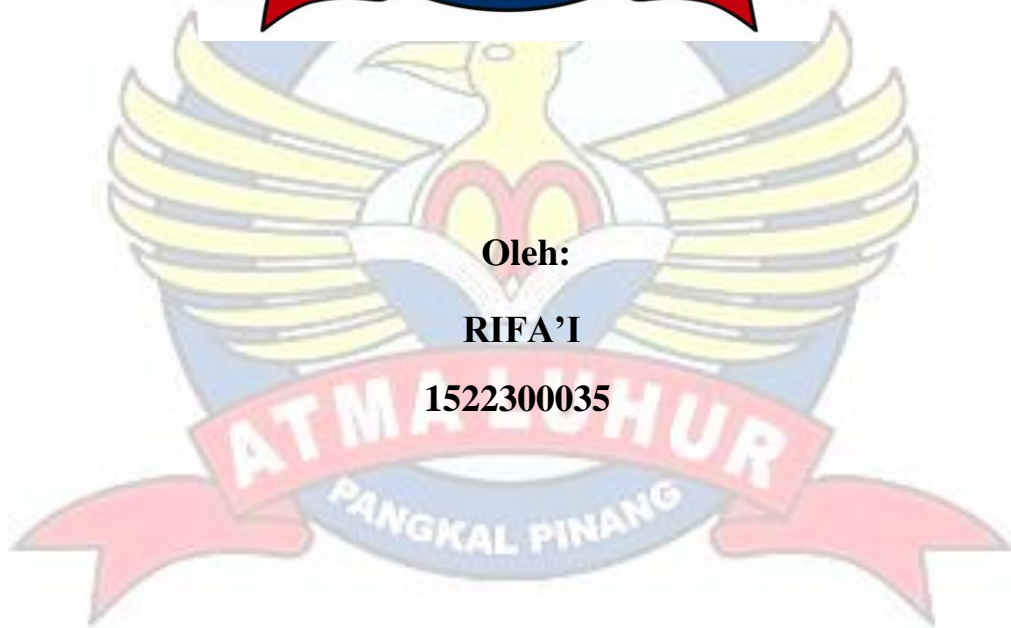 Oleh:
RIFA’I
1522300035
ATMA LUHUR
PANGKAL PINANG